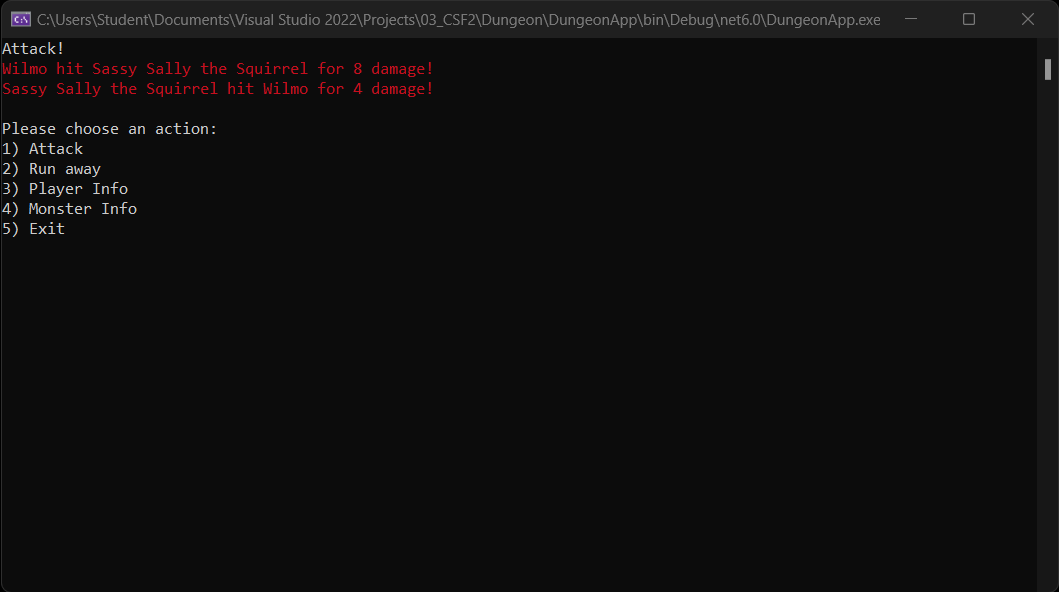 C:\Users\Student\Documents\Visual Studio 2022\Projects\03_CSF2\Dungeon\DungeonApp\bin\Debug\net6.0\DungeonApp.exe
Attack!
Wilmo hit Sassy Sally the Squirrel for 8 damage!
Sassy Sally the Squirrel hit Wilmo for 4 damage!
Please choose an action:
1) Attack
2) Run away
3) Player Info
4) Monster Info
5) Exit